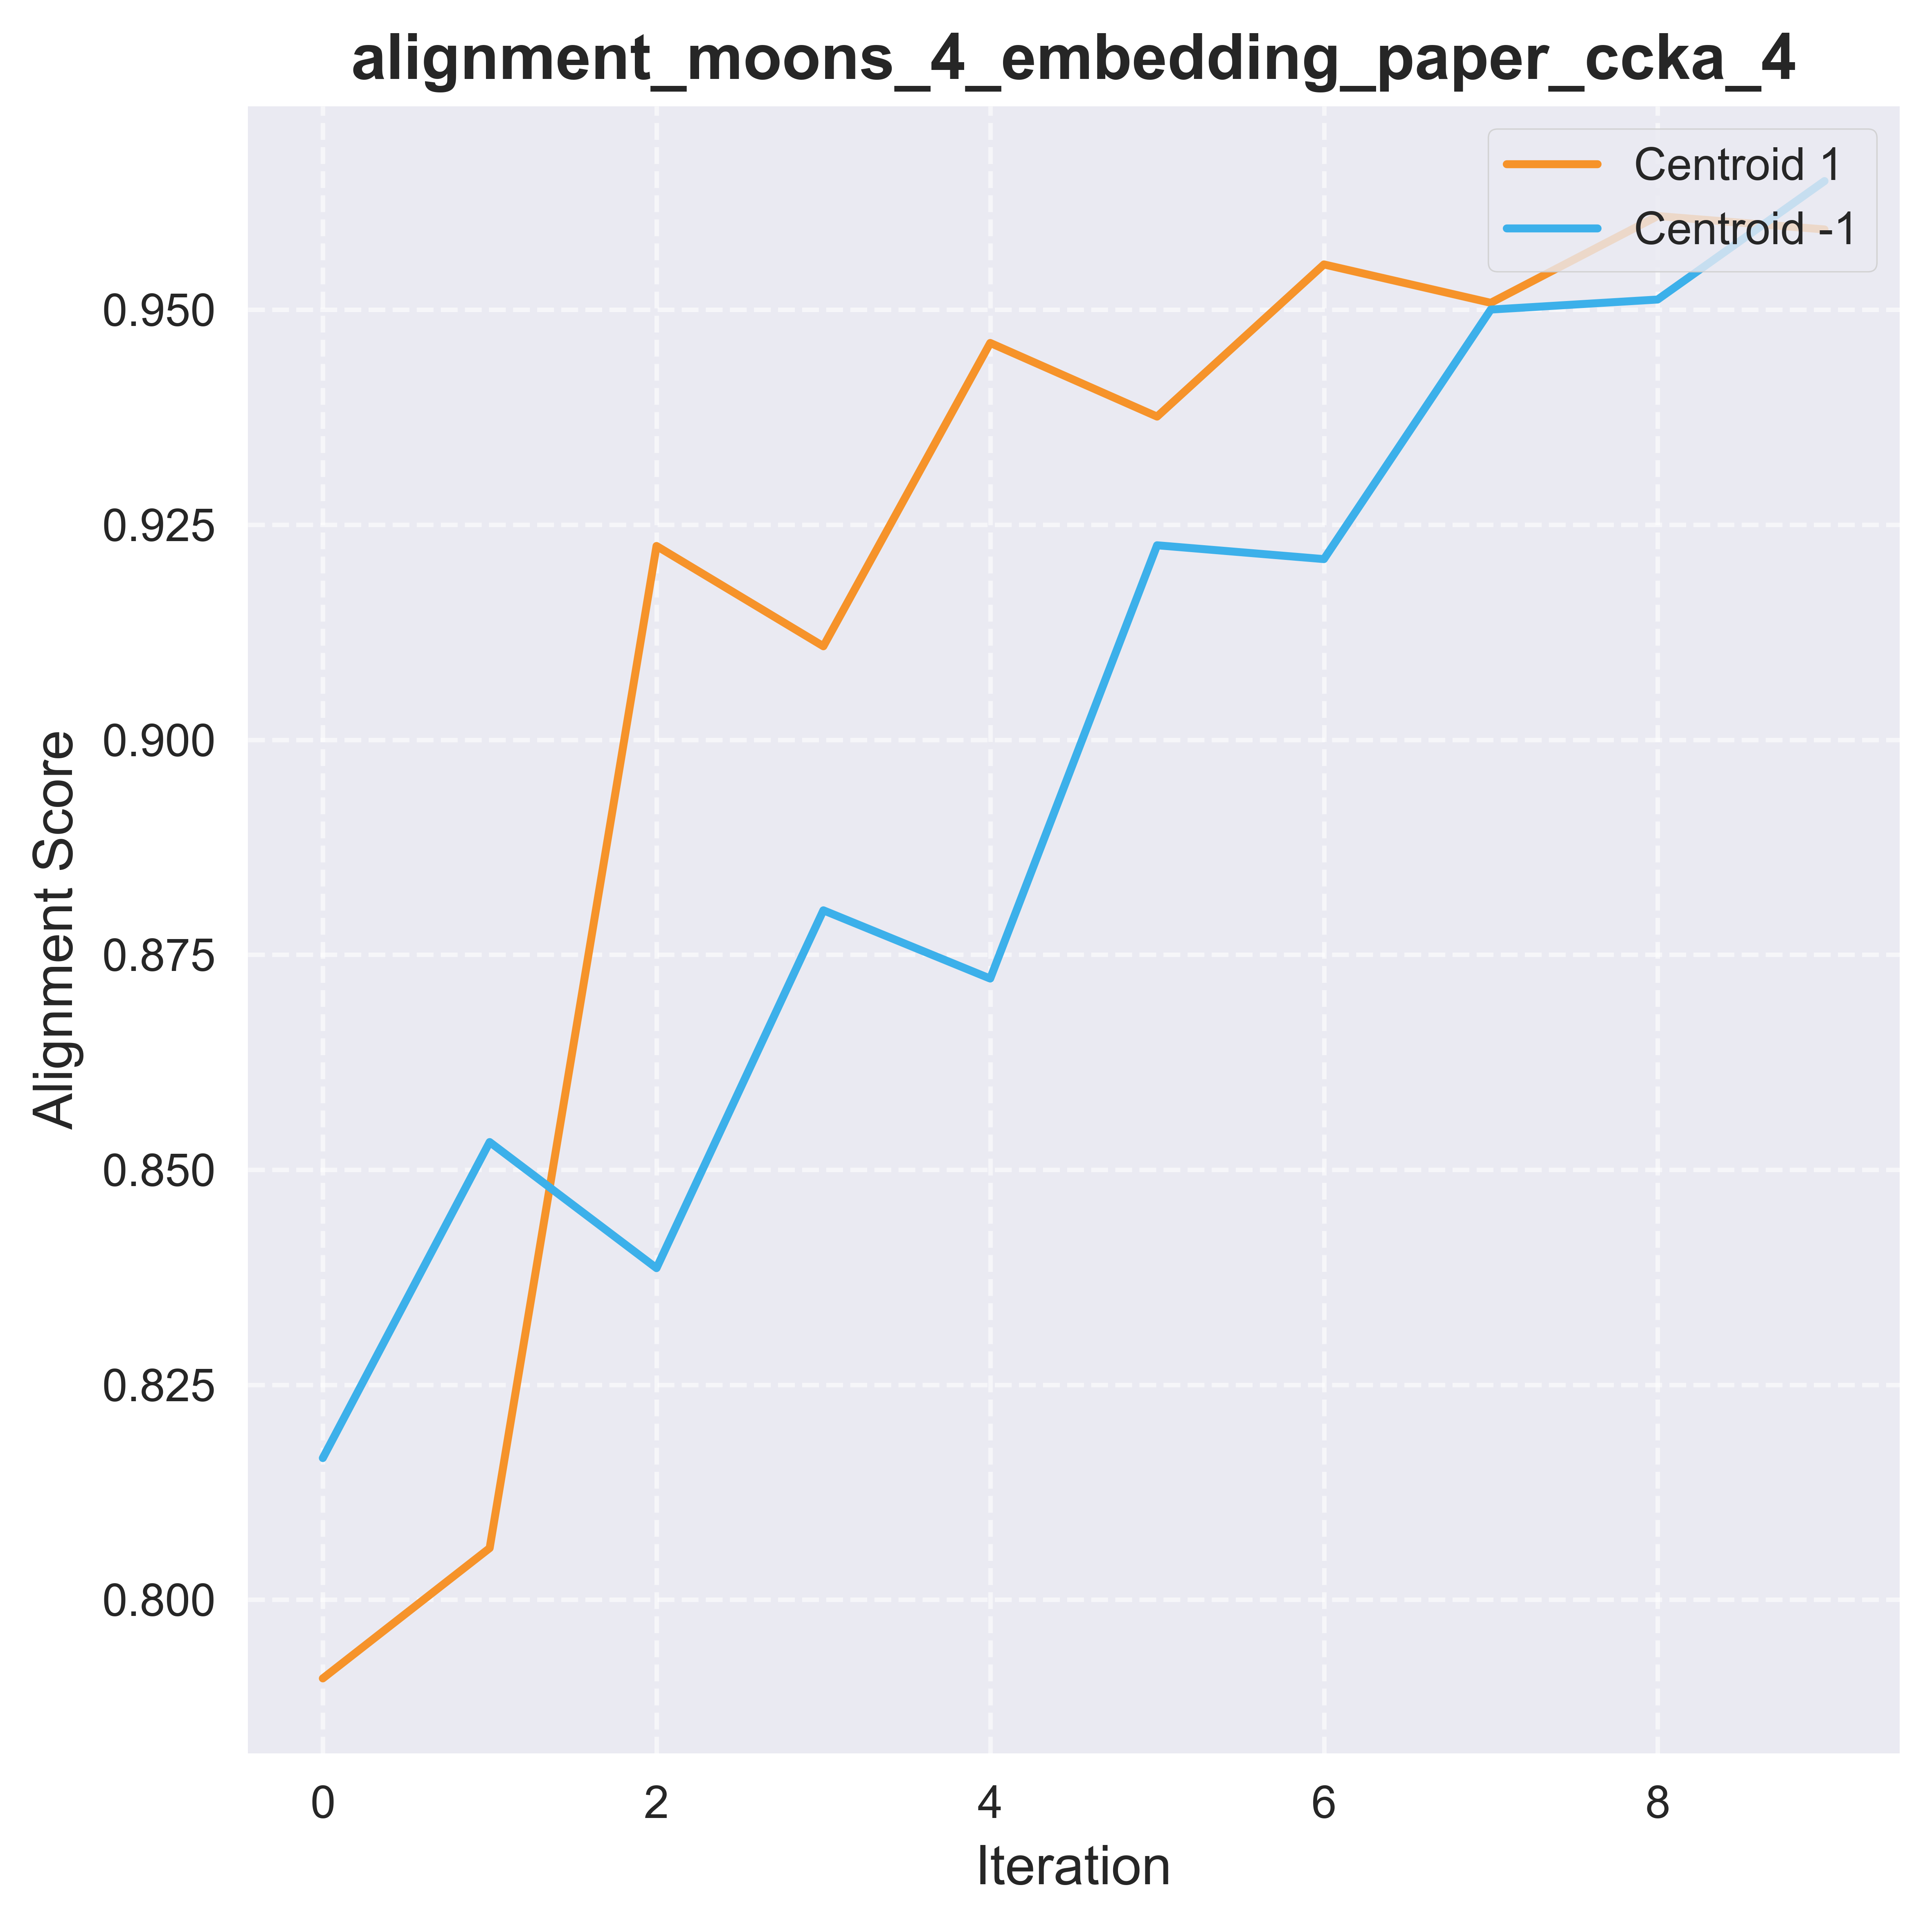 alignment_moons_4_embedding_paper_ccka_4
Centroid 1
Centroid -1
0.950
0.925
0.900
0.875
0.850
0.825
0.800
Alignment Score
0 2 4 6 8
Iteration